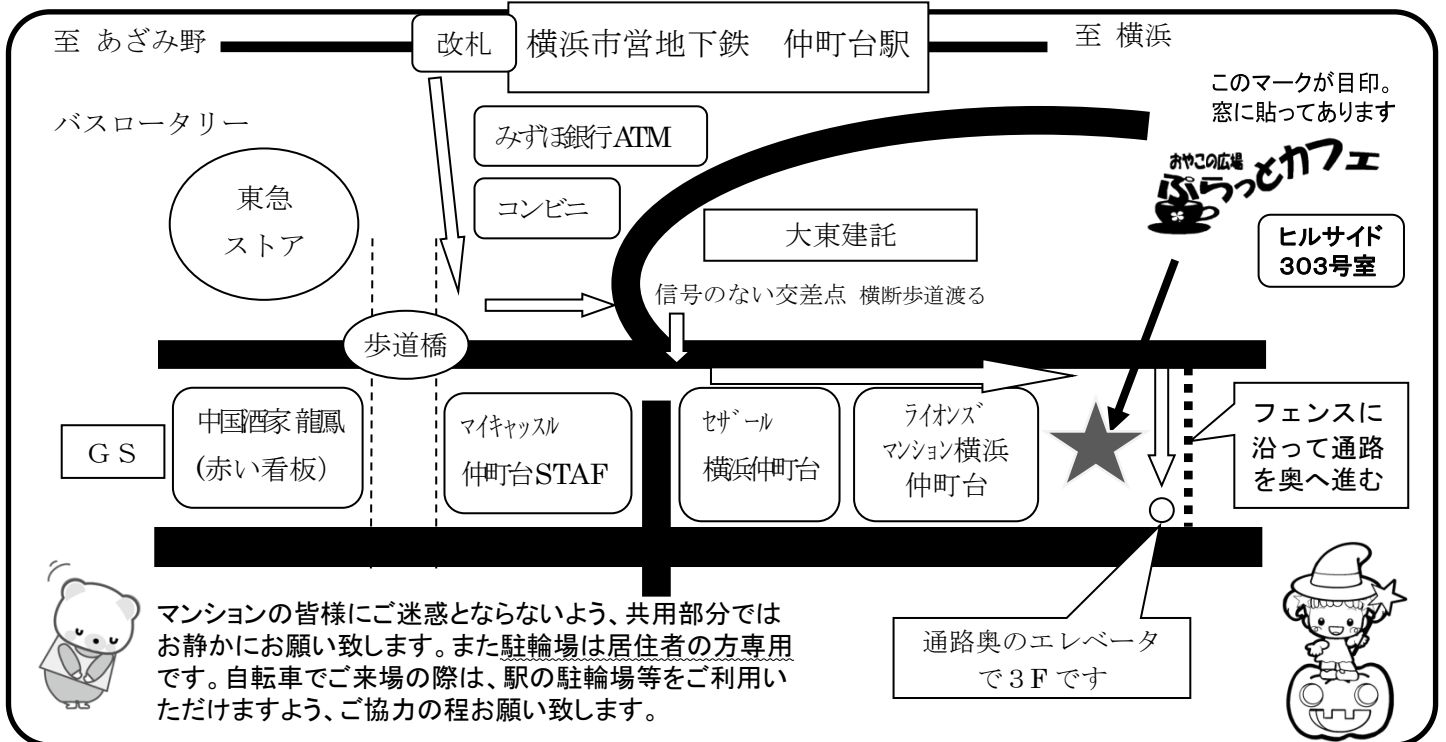 至 あざみ野
改札
横浜市営地下鉄　仲町台駅
至 横浜
バスロータリー
みずほ銀行ATM
コンビニ
東急
ストア
大東建託
このマークが目印。
窓に貼ってあります
おやこの広場
ぷらっとカフェ
ヒルサイド
303号室
信号のない交差点 横断歩道渡る
歩道橋
GS
中国酒家 龍鳳
(赤い看板)
マイキャッスル
仲町台STAF
セザール
横浜仲町台
ライオンズ
マンション横浜
仲町台
フェンスに
沿って通路
を奥へ進む
通路奥のエレベータ
で3Fです
マンションの皆様にご迷惑とならないよう、共用部分では
お静かにお願い致します。また駐輪場は居住者の方専用
です。自転車でご来場の際は、駅の駐輪場等をご利用い
ただけますよう、ご協力の程お願い致します。